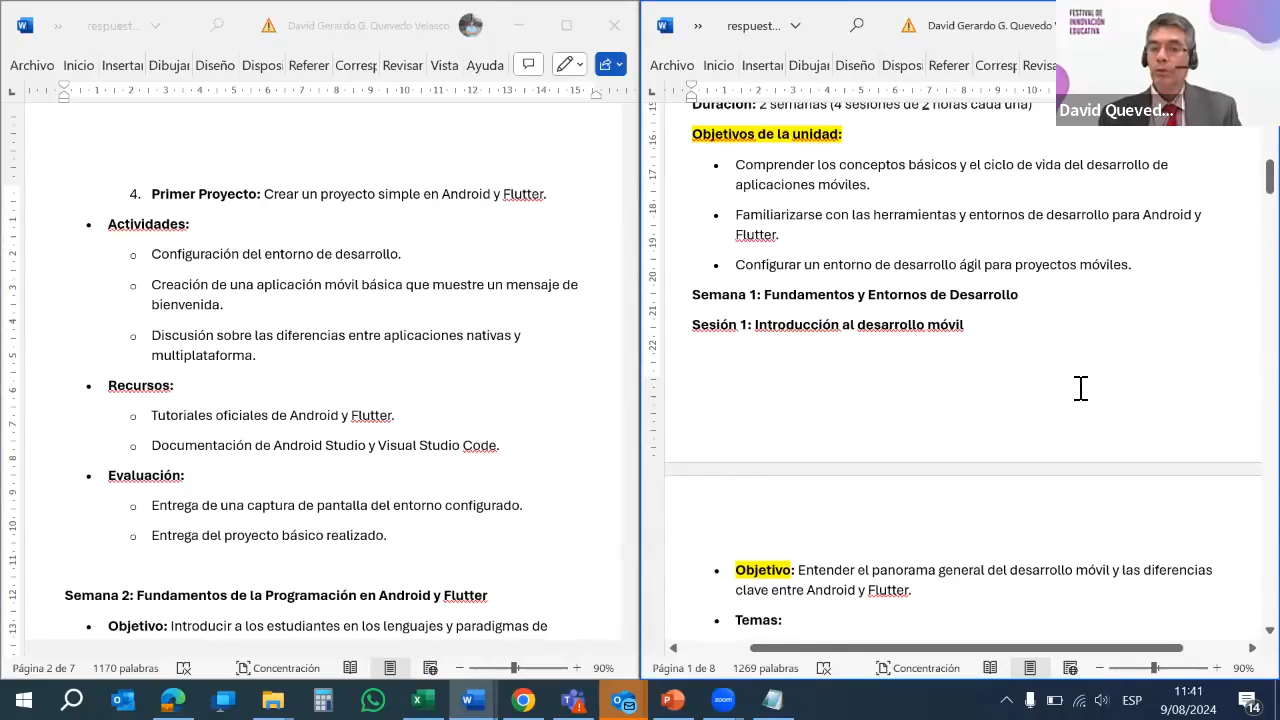 David Gerardo G. Quevedo Velasco
Archivo Inicio Insertar Dibujar Diseño Dispos Referer Corresp Revisar Vista Ayuda
4. Primer Proyecto: Crear un proyecto simple en Android y Flutter.
Actividades:
Configuración del entorno de desarrollo.
Creación de una aplicación móvil básica que muestre un mensaje de
bienvenida.
Discusión sobre las diferencias entre aplicaciones nativas y
multiplataforma.
Recursos:
Tutoriales oficiales de Android y Flutter.
Documentación de Android Studio y Visual Studio Code.
Evaluación:
Entrega de una captura de pantalla del entorno configurado.
Entrega del proyecto básico realizado.
Semana 2: Fundamentos de la Programación en Android y Flutter
Objetivo: Introducir a los estudiantes en los lenguajes y paradigmas de
Página 2 de 7 1170 palabras Concentración 90%
respuest... David Gerardo G. Quevedo
Archivo Inicio Insertar Dibujar Diseño Dispos Referer Corresp Revisar
FESTIVAL DE
INNOVACIÓN
EDUCATIVA
David Queved...
Duración: 2 semanas (4 sesiones de 2 horas cada una)
Objetivos de la unidad:
Comprender los conceptos básicos y el ciclo de vida del desarrollo de
aplicaciones móviles.
Familiarizarse con las herramientas y entornos de desarrollo para Android y
Flutter.
Configurar un entorno de desarrollo ágil para proyectos móviles.
Semana 1: Fundamentos y Entornos de Desarrollo
Sesión 1: Introducción al desarrollo móvil
Objetivo: Entender el panorama general del desarrollo móvil y las diferencias
clave entre Android y Flutter.
Temas:
Página 1 de 8 1269 palabras Concentración 90%
zoom
ESP
11:41
9/08/2024
14